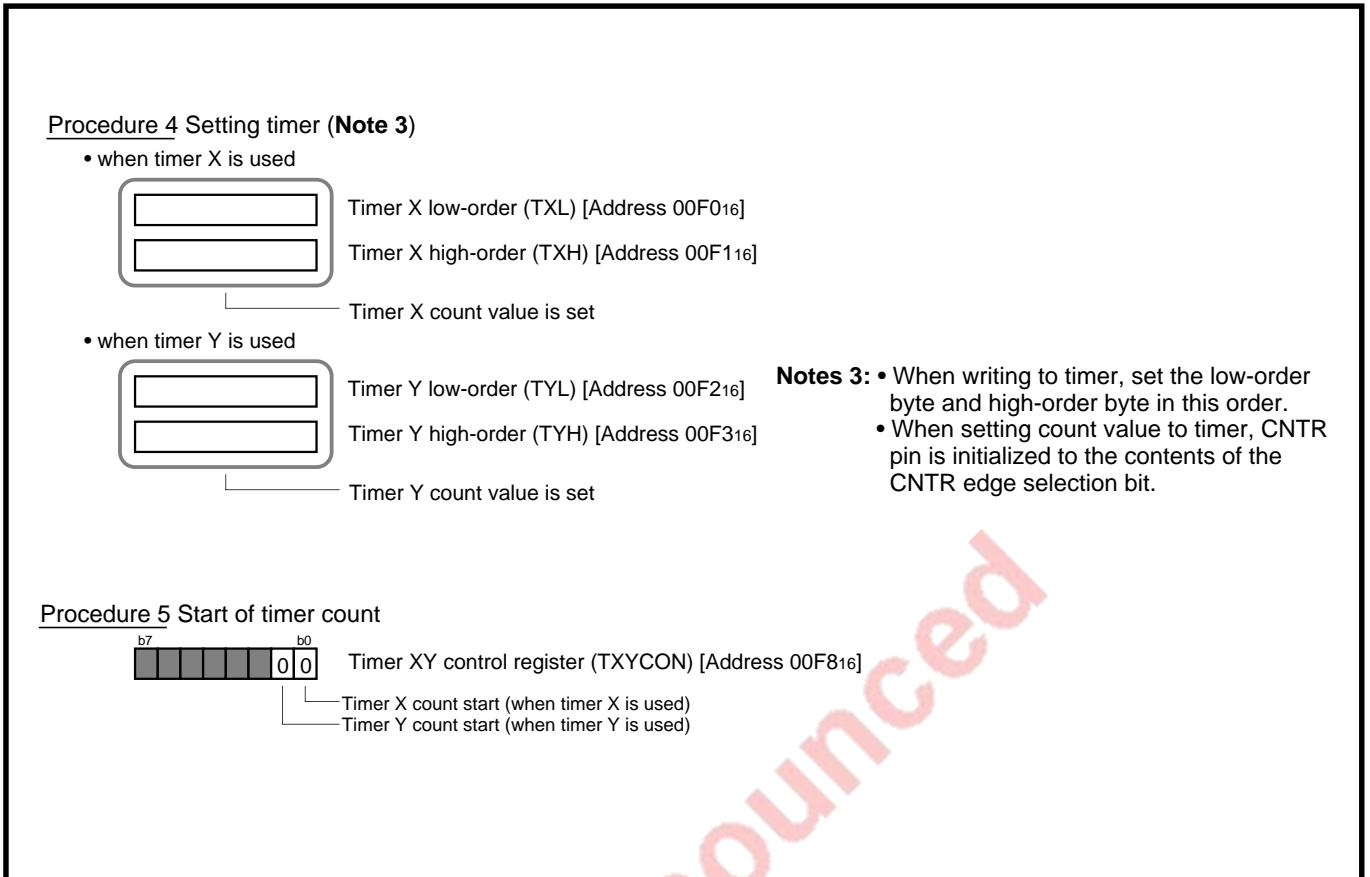 Procedure 4 Setting timer (Note 3)
• when timer X is used
Timer X low-order (TXL) [Address 00F016]
Timer X high-order (TXH) [Address 00F116]
Timer X count value is set
• when timer Y is used
Timer Y low-order (TYL) [Address 00F216]
Timer Y high-order (TYH) [Address 00F316]
Timer Y count value is set
Notes 3: • When writing to timer, set the low-order
byte and high-order byte in this order.
• When setting count value to timer, CNTR
pin is initialized to the contents of the
CNTR edge selection bit.
Procedure 5 Start of timer count
b7 b0
0 0 Timer XY control register (TXYCON) [Address 00F816]
Timer X count start (when timer X is used)
Timer Y count start (when timer Y is used)
ounced